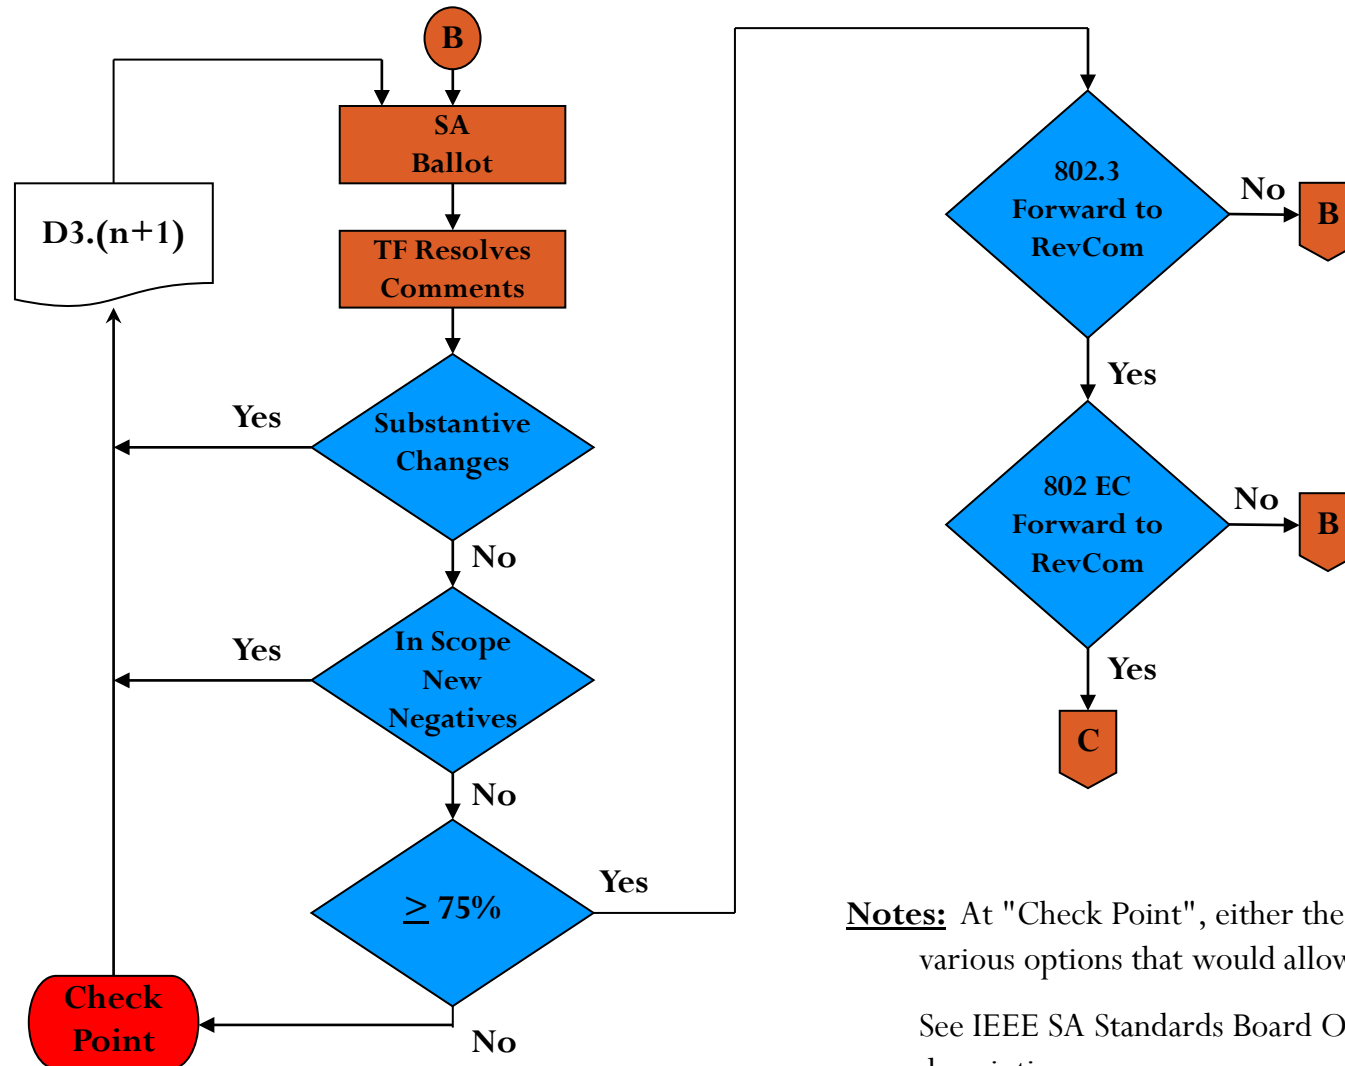 B
SA
Ballot
D3.(n+1)
TF Resolves
Comments
Substantive
Changes
Yes
No
In Scope
New
Negatives
Yes
No
≥ 75%
Yes
No
Check
Point
802.3
Forward to
RevCom
No
B
Yes
802 EC
Forward to
RevCom
No
B
Yes
C
Notes: At "Check Point", either the
various options that would allow
See IEEE SA Standards Board O